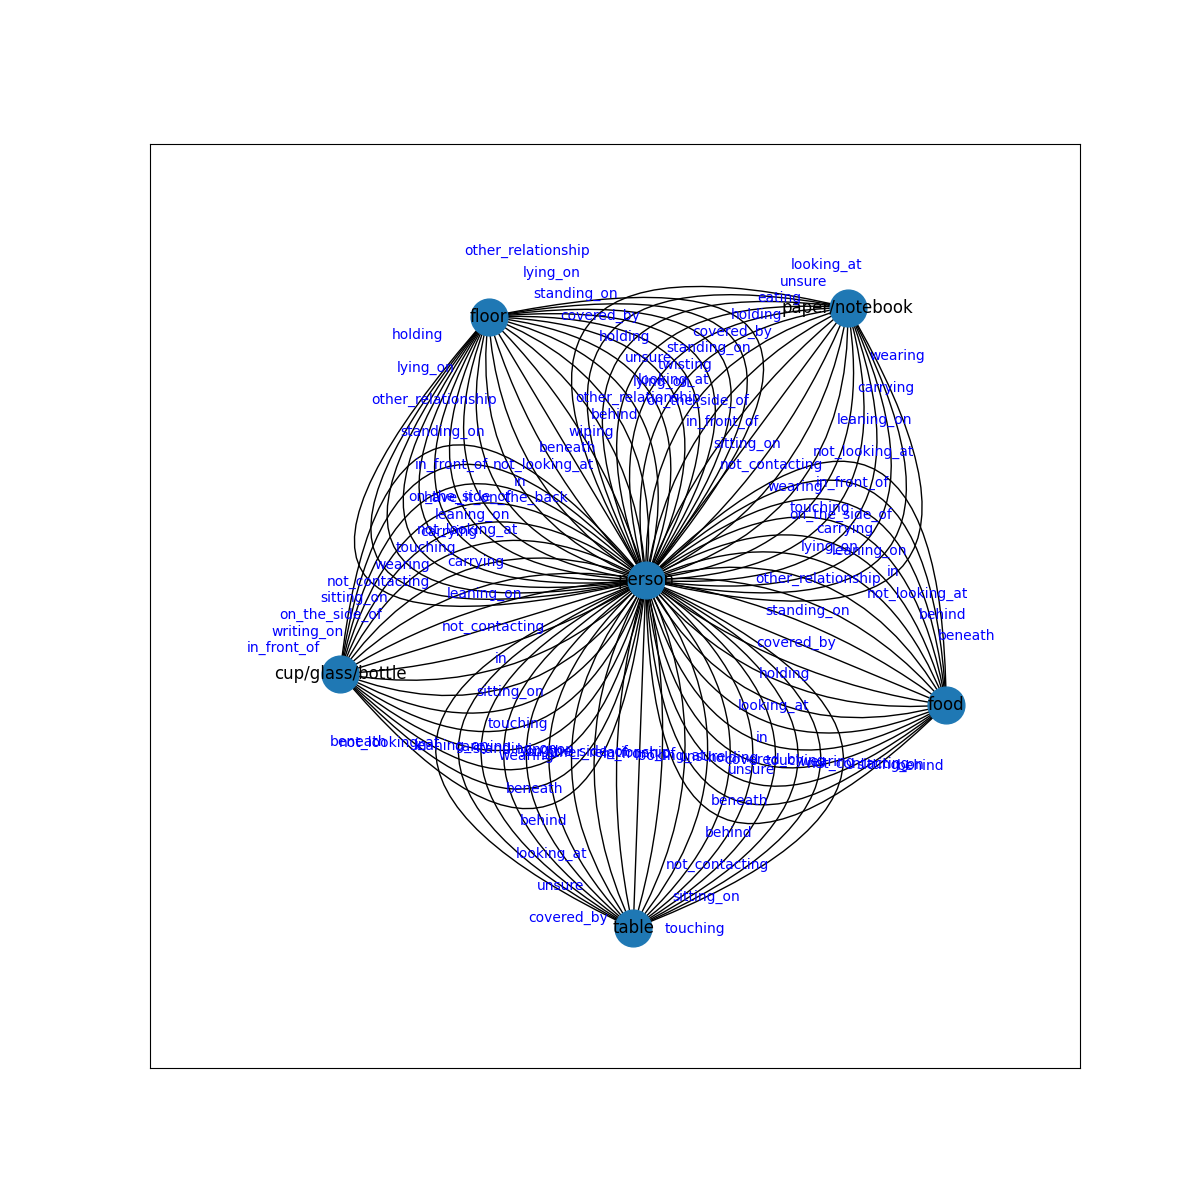 other_relationship
looking_at
lying_on
unsure
standing_on
eating
paper/notebook
floor
covered_by
holding
holding
holding
covered_by
standing_on
unsure
wearing
twisting
lying_on
looking_at
lying_on
carrying
other_relationship
other_relationship
on_the_side_of
behind
in_front_of
leaning_on
standing_on
wiping
sitting_on
beneath
not_looking_at
in_front_of
not_looking_at
not_contacting
in
in_front_of
wearing
on_the_side_of
have_it_on_the_back
touching
on_the_side_of
leaning_on
not_looking_at
carrying
carrying
touching
lying_on
leaning_on
carrying
wearing
in
not_contacting
person
other_relationship
leaning_on
not_looking_at
sitting_on
on_the_side_of
standing_on
behind
writing_on
not_contacting
beneath
in_front_of
covered_by
in
cup/glass/bottle
holding
sitting_on
food
looking_at
touching
in
beneath
wearing
unsure
behind
beneath
beneath
behind
behind
looking_at
not_contacting
unsure
sitting_on
covered_by
table
touching